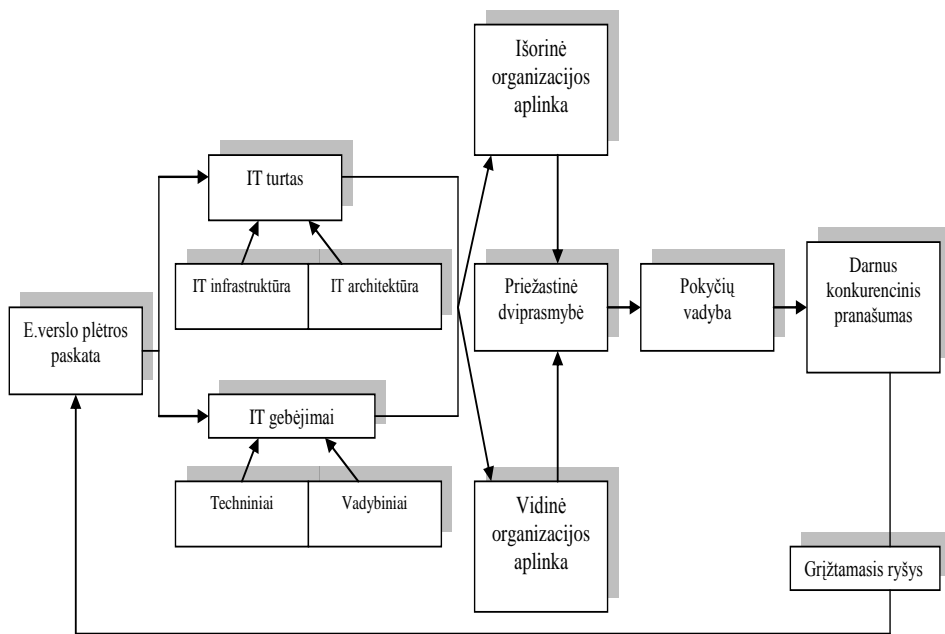 Išorinė
organizacijos
aplinka
IT turtas
IT infrastruktūra
IT architektūra
E.verslo plėtros
paskata
Priežastinė
dviprasmybė
Pokyčių
vadyba
Darnus
konkurencinis
pranašumas
IT gebėjimai
Techniniai
Vadybiniai
Vidinė
organizacijos
aplinka
Grįžtamasis ryšys